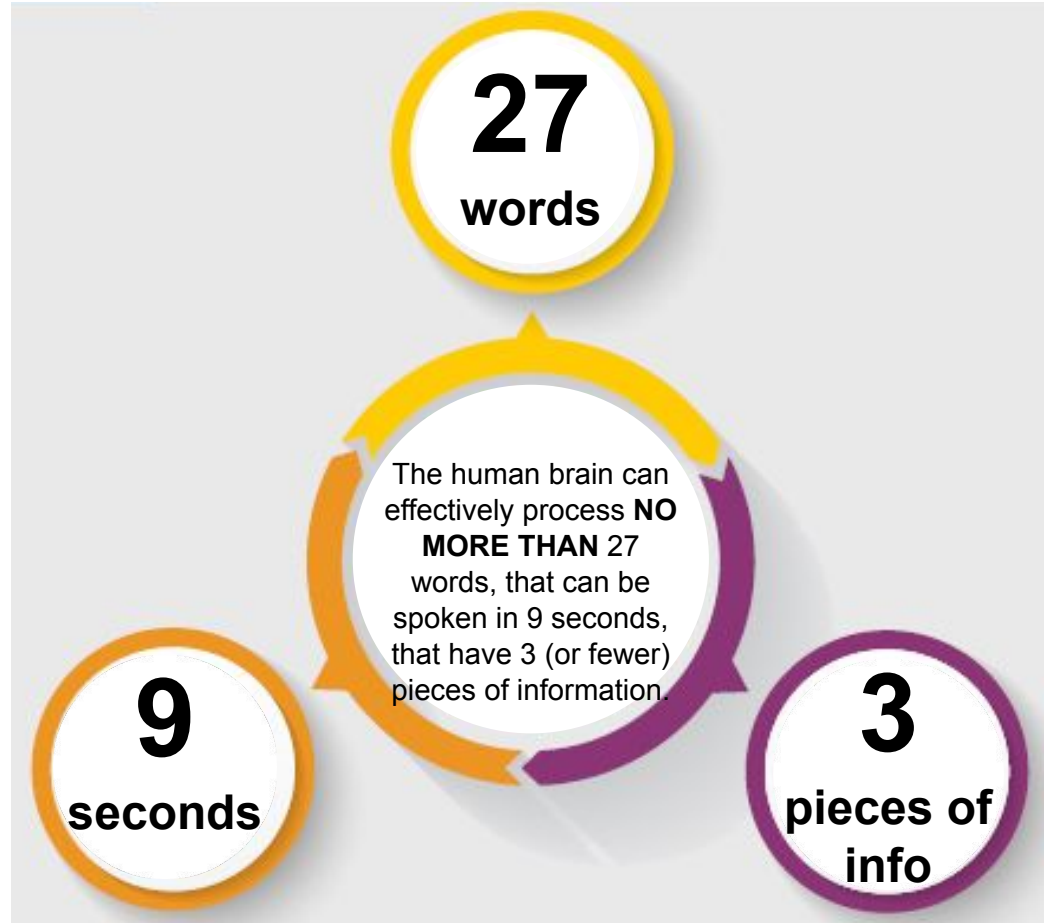 27
words
The human brain can
effectively process NO
MORE THAN 27
words, that can be
spoken in 9 seconds,
that have 3 (or fewer)
pieces of information.
9
seconds
3
pieces of
info